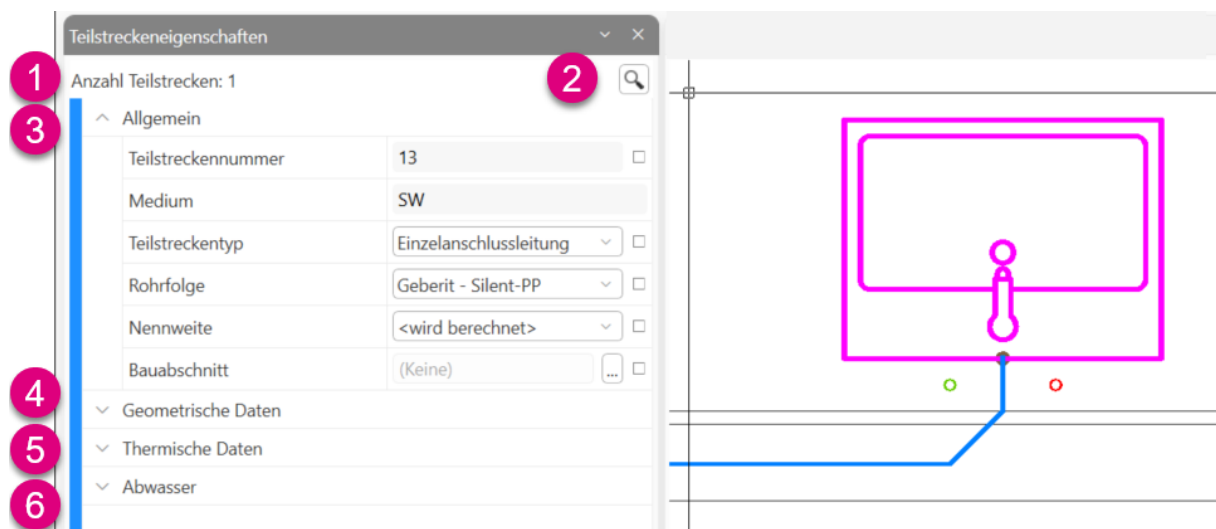 Teilstreckeneigenschaften
1 Anzahl Teilstrecken: 1 2
3 Allgemein
Teilstreckennummer 13
Medium SW
Teilstreckentyp Einzelanschlussleitung
Rohrfolge Geberit - Silent-PP
Nennweite <wird berechnet>
Bauabschnitt (Keine) ...
4 Geometrische Daten
5 Thermische Daten
6 Abwasser